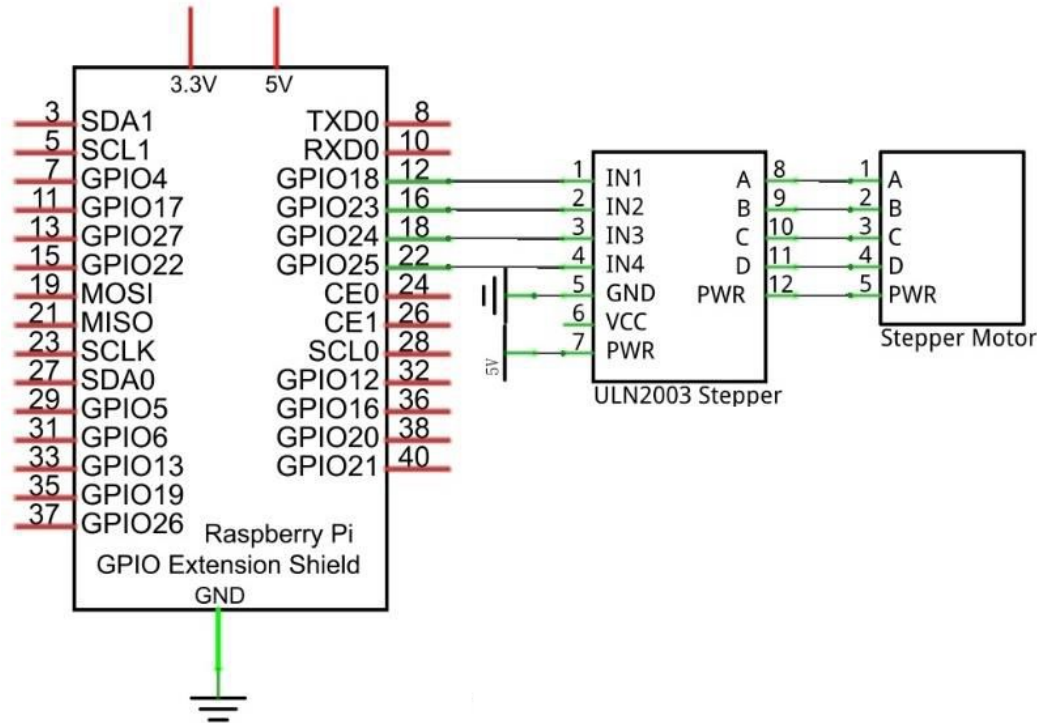 3.3V 5V
3 SDA1 TXD0 8
5 SCL1 RXD0 10
7 GPIO4 GPIO18 12
11 GPIO17 GPIO23 16
13 GPIO27 GPIO24 18
15 GPIO22 GPIO25 22
19 MOSI CE0 24
21 MISO CE1 26
23 SCLK SCL0 28
27 SDA0 GPIO12 32
29 GPIO5 GPIO16 36
31 GPIO6 GPIO20 38
33 GPIO13 GPIO21 40
35 GPIO19
37 GPIO26
Raspberry Pi
GPIO Extension Shield
GND
1 IN1 A 8
2 IN2 B 9
3 IN3 C 10
4 IN4 D 11
5 GND PWR 12
6 VCC
7 PWR
5V
ULN2003 Stepper
1 A
2 B
3 C
4 D
5 PWR
Stepper Motor